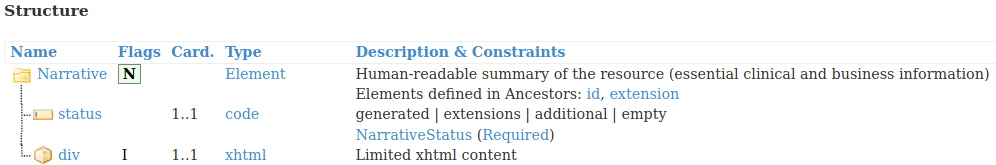 Structure
Name Flags Card. Type Description & Constraints
Narrative N Element Human-readable summary of the resource (essential clinical and business information)
Elements defined in Ancestors: id, extension
status 1..1 code generated | extensions | additional | empty
NarrativeStatus (Required)
div I 1..1 xhtml Limited xhtml content